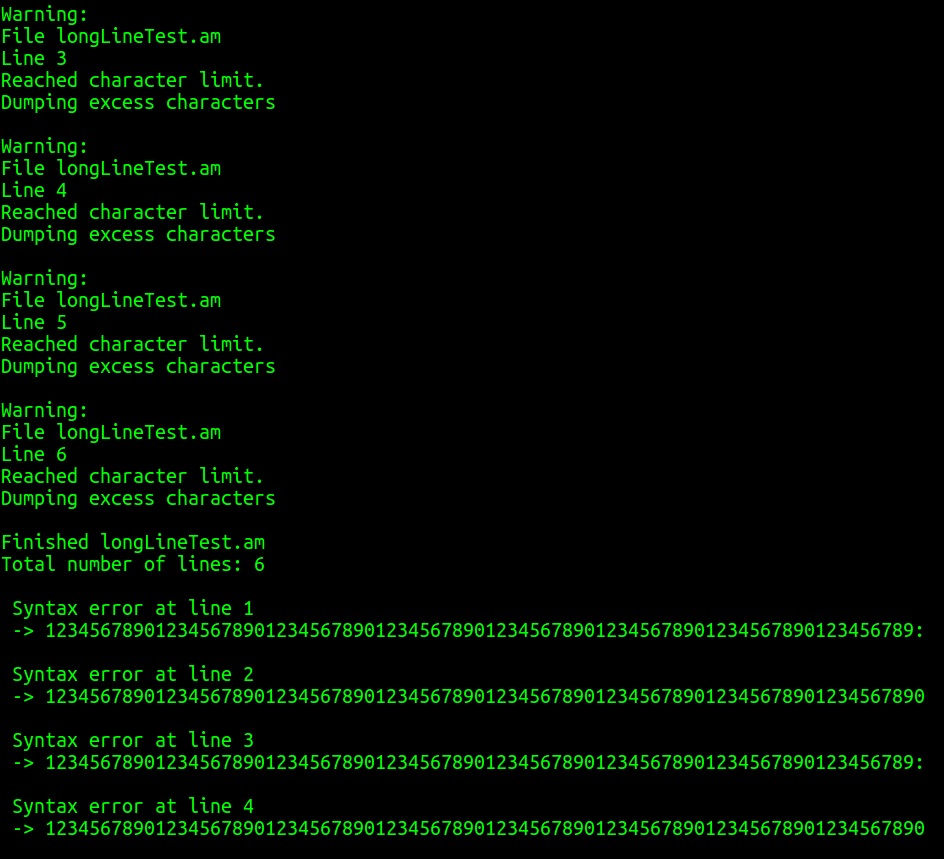 Warning:
File longLineTest.am
Line 3
Reached character limit.
Dumping excess characters
Warning:
File longLineTest.am
Line 4
Reached character limit.
Dumping excess characters
Warning:
File longLineTest.am
Line 5
Reached character limit.
Dumping excess characters
Warning:
File longLineTest.am
Line 6
Reached character limit.
Dumping excess characters
Finished longLineTest.am
Total number of lines: 6
Syntax error at line 1
-> 1234567890123456789012345678901234567890123456789012345678901234567890123456789:
Syntax error at line 2
-> 12345678901234567890123456789012345678901234567890123456789012345678901234567890
Syntax error at line 3
-> 1234567890123456789012345678901234567890123456789012345678901234567890123456789:
Syntax error at line 4
-> 12345678901234567890123456789012345678901234567890123456789012345678901234567890